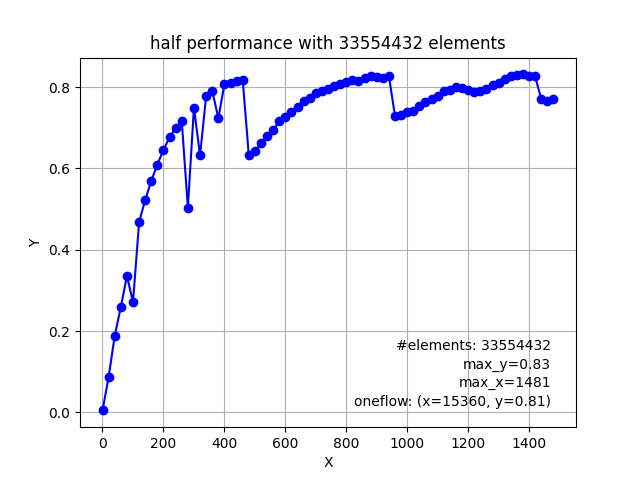 half performance with 33554432 elements
0.8
0.6
0.4
0.2
0.0
Y
#elements: 33554432
max_y=0.83
max_x=1481
oneflow: (x=15360, y=0.81)
0 200 400 600 800 1000 1200 1400
X